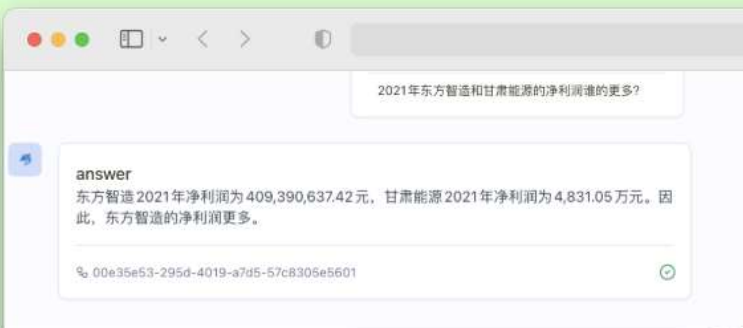 2021年东方智造和甘肃能源的净利润谁的更多?
answer
东方智造2021年净利润为409,390,637.42元，甘肃能源2021年净利润为4,831.05万元。因
此，东方智造的净利润更多。
00e35e53-295d-4019-a7d5-57c8305e5601